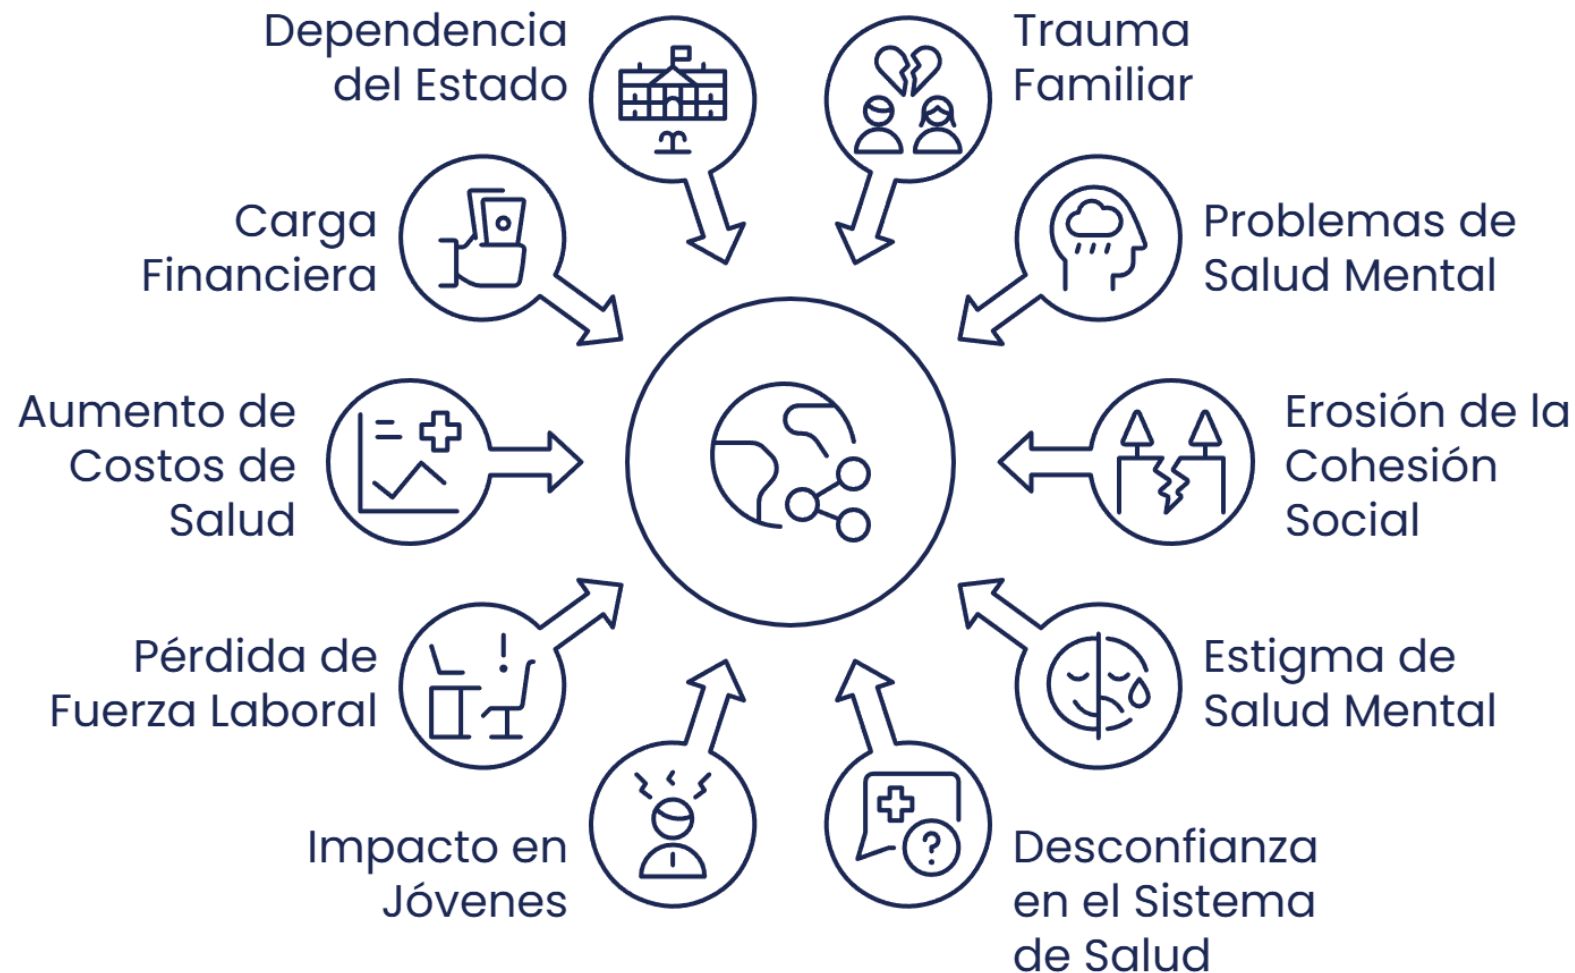 Dependencia
del Estado
Trauma
Familiar
Carga
Financiera
Problemas de
Salud Mental
Aumento de
Costos de
Salud
Erosión de la
Cohesión
Social
Pérdida de
Fuerza Laboral
Estigma de
Salud Mental
Impacto en
Jóvenes
Desconfianza
en el Sistema
de Salud